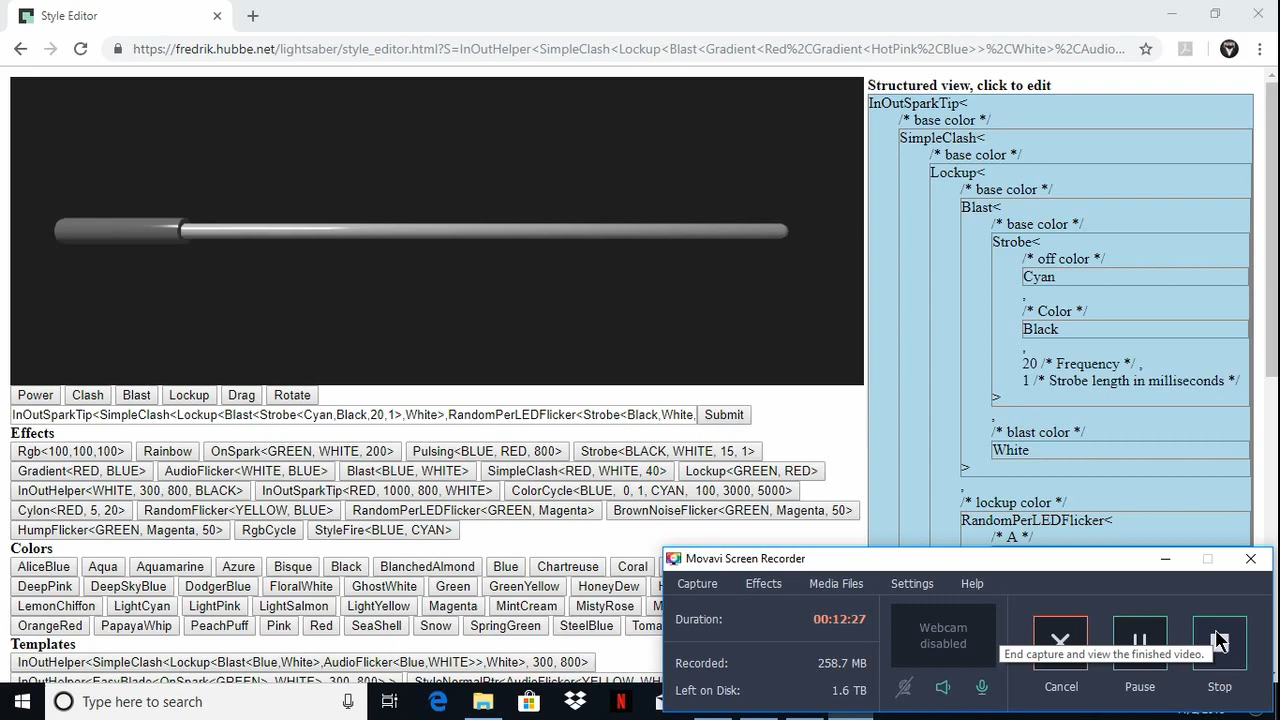 Style Editor
https://fredrik.hubbe.net/lightsaber/style_editor.html?S=InOutHelper<SimpleClash<Lockup<Blast<Gradient<Red%2CGradient<HotPink%2CBlue>>%2CWhite>%2CAudio...
Structured view, click to edit
InOutSparkTip<
/* base color */
SimpleClash<
/* base color */
Lockup<
/* base color */
Blast<
/* base color */
Strobe<
/* off color */
Cyan
,
/* Color */
Black
,
20 /* Frequency */ ,
1 /* Strobe length in milliseconds */
>
,
/* blast color */
White
>
,
/* lockup color */
RandomPerLEDFlicker<
/* A */
Power Clash Blast Lockup Drag Rotate
InOutSparkTip<SimpleClash<Lockup<Blast<Strobe<Cyan,Black,20,1>,White>,RandomPerLEDFlicker<Strobe<Black,White, Submit
Effects
Rgb<100,100,100> Rainbow OnSpark<GREEN, WHITE, 200> Pulsing<BLUE, RED, 800> Strobe<BLACK, WHITE, 15, 1>
Gradient<RED, BLUE> AudioFlicker<WHITE, BLUE> Blast<BLUE, WHITE> SimpleClash<RED, WHITE, 40> Lockup<GREEN, RED>
InOutHelper<WHITE, 300, 800, BLACK> InOutSparkTip<RED, 1000, 800, WHITE> ColorCycle<BLUE, 0, 1, CYAN, 100, 3000, 5000>
Cylon<RED, 5, 20> RandomFlicker<YELLOW, BLUE> RandomPerLEDFlicker<GREEN, Magenta> BrownNoiseFlicker<GREEN, Magenta, 50>
HumpFlicker<GREEN, Magenta, 50> RgbCycle StyleFire<BLUE, CYAN>
Colors
AliceBlue Aqua Aquamarine Azure Bisque Black BlanchedAlmond Blue Chartreuse Coral
DeepPink DeepSkyBlue DodgerBlue FloralWhite GhostWhite Green GreenYellow HoneyDew
LemonChiffon LightCyan LightPink LightSalmon LightYellow Magenta MintCream MistyRose
OrangeRed PapayaWhip PeachPuff Pink Red SeaShell Snow SpringGreen SteelBlue Toma
Templates
InOutHelper<SimpleClash<Lockup<Blast<Blue,White>,AudioFlicker<Blue,WHITE>>,White>, 300, 800>
Movavi Screen Recorder
Capture Effects Media Files Settings Help
Duration: 00:12:27
Recorded: 258.7 MB
Left on Disk: 1.6 TB
Webcam
disabled
End capture and view the finished video.
Cancel Pause Stop
Type here to search